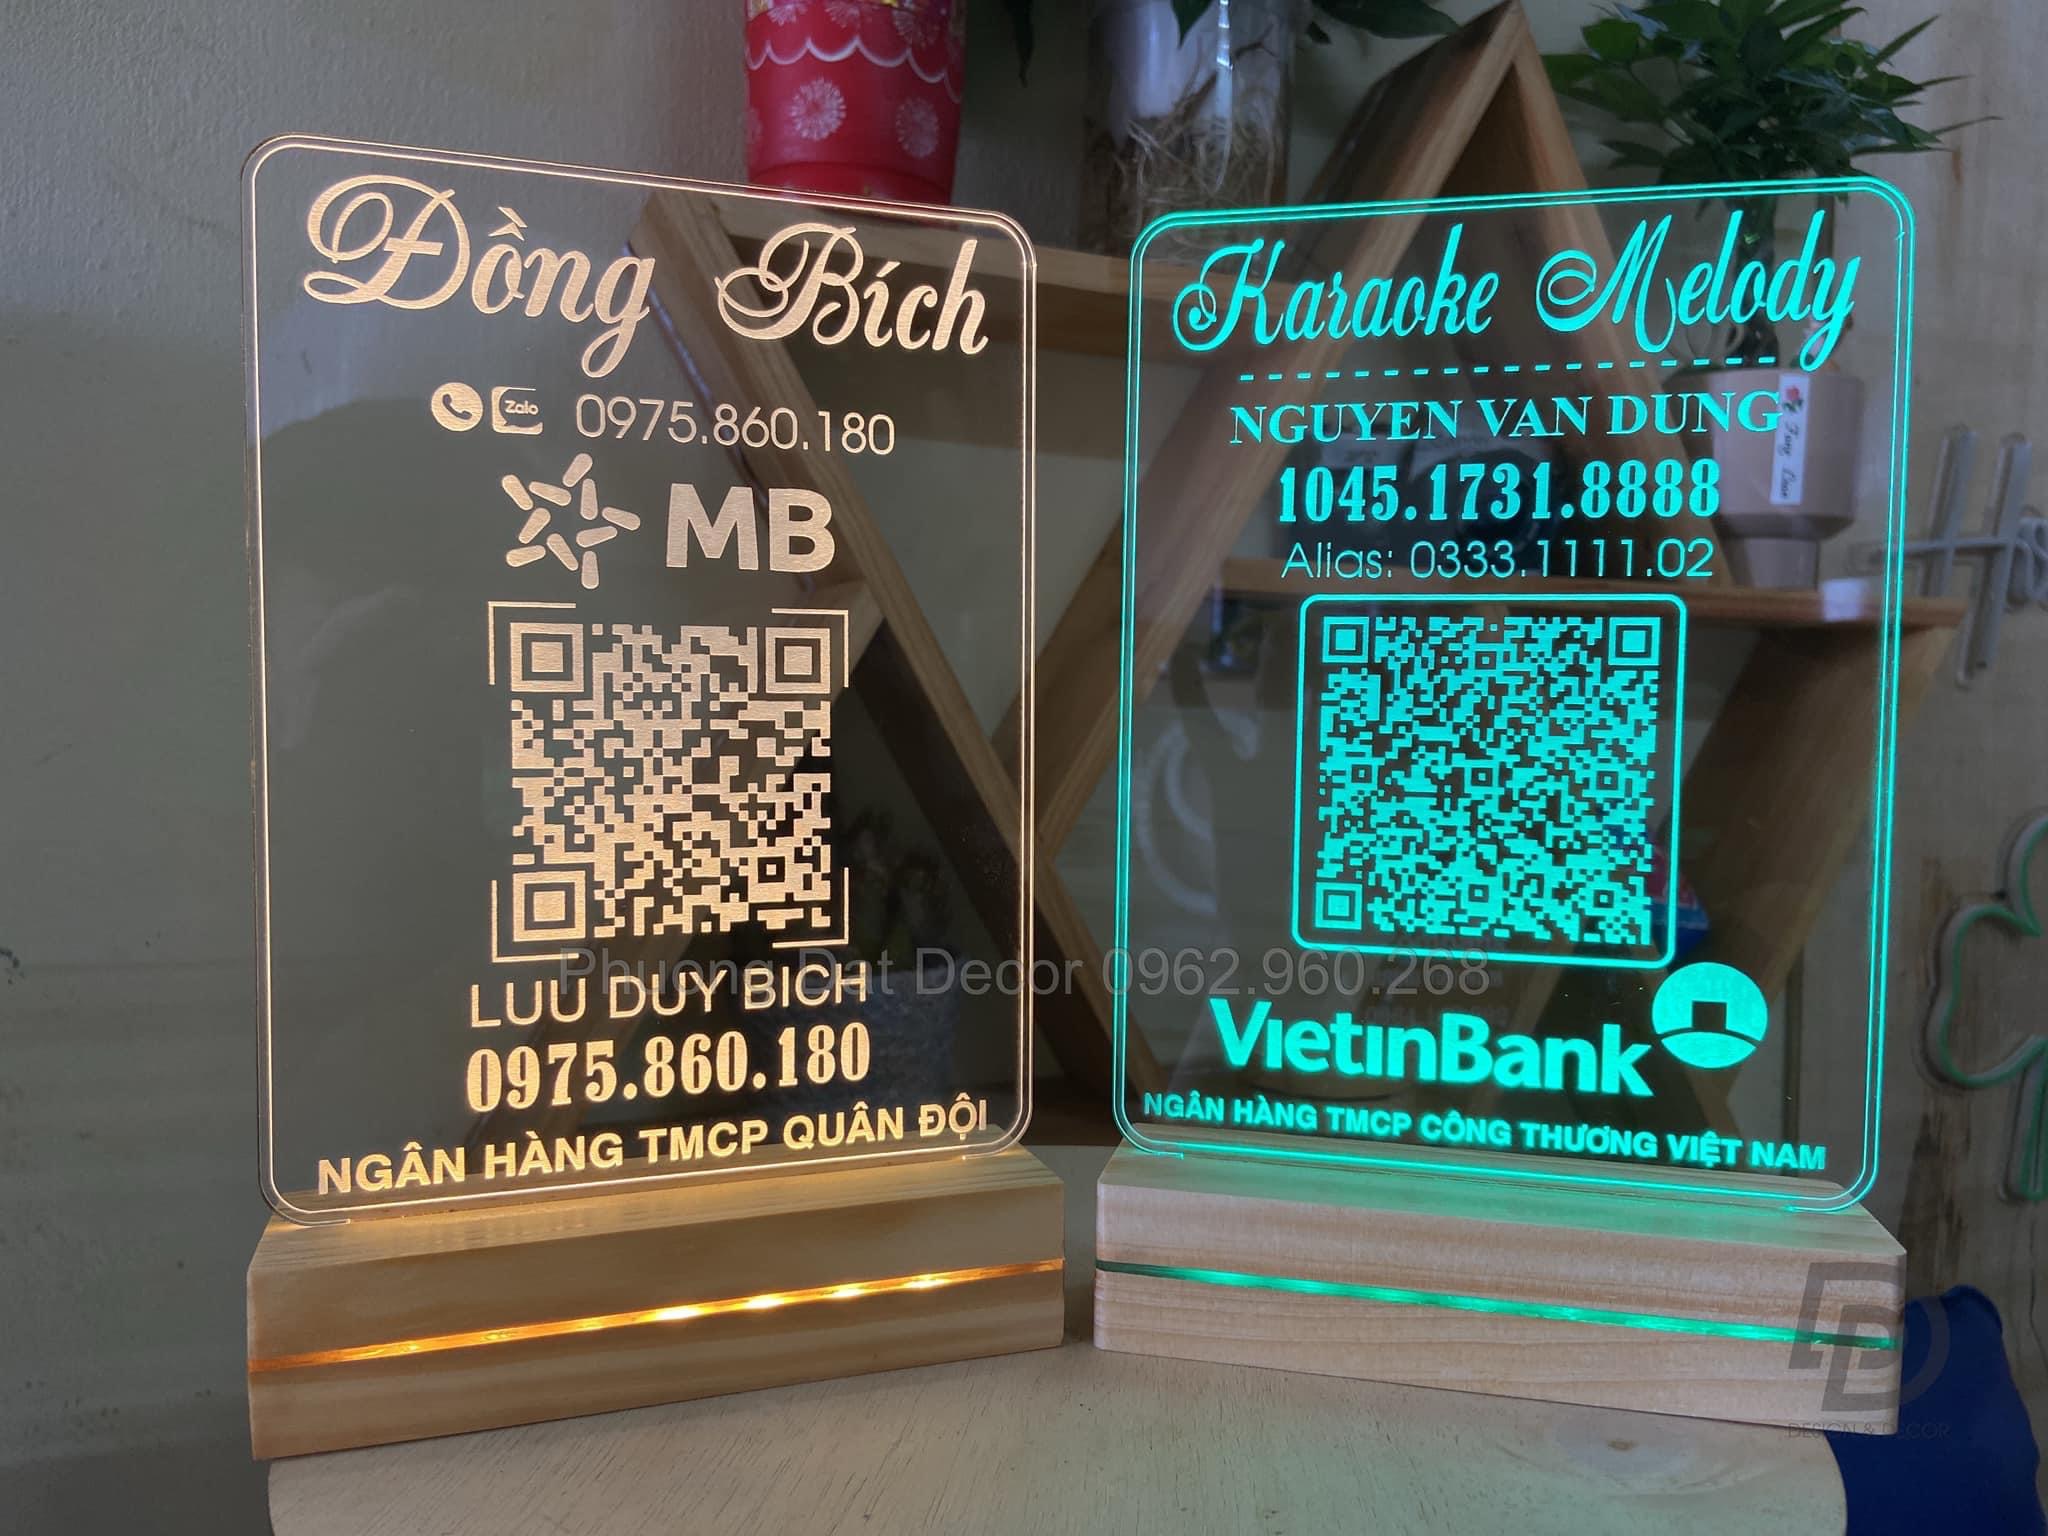 Đồng Bích
Zalo 0975.860.180
MB
LUU DUY BICH
0975.860.180
NGÂN HÀNG TMCP QUÂN ĐỘI
Karaoke Melody
NGUYEN VAN DUNG
1045.1731.8888
Alias: 0333.1111.02
VietinBank
NGÂN HÀNG TMCP CÔNG THƯƠNG VIỆT NAM
Phuong Dat Decor 0962.960.268
DESIGN & DECOR